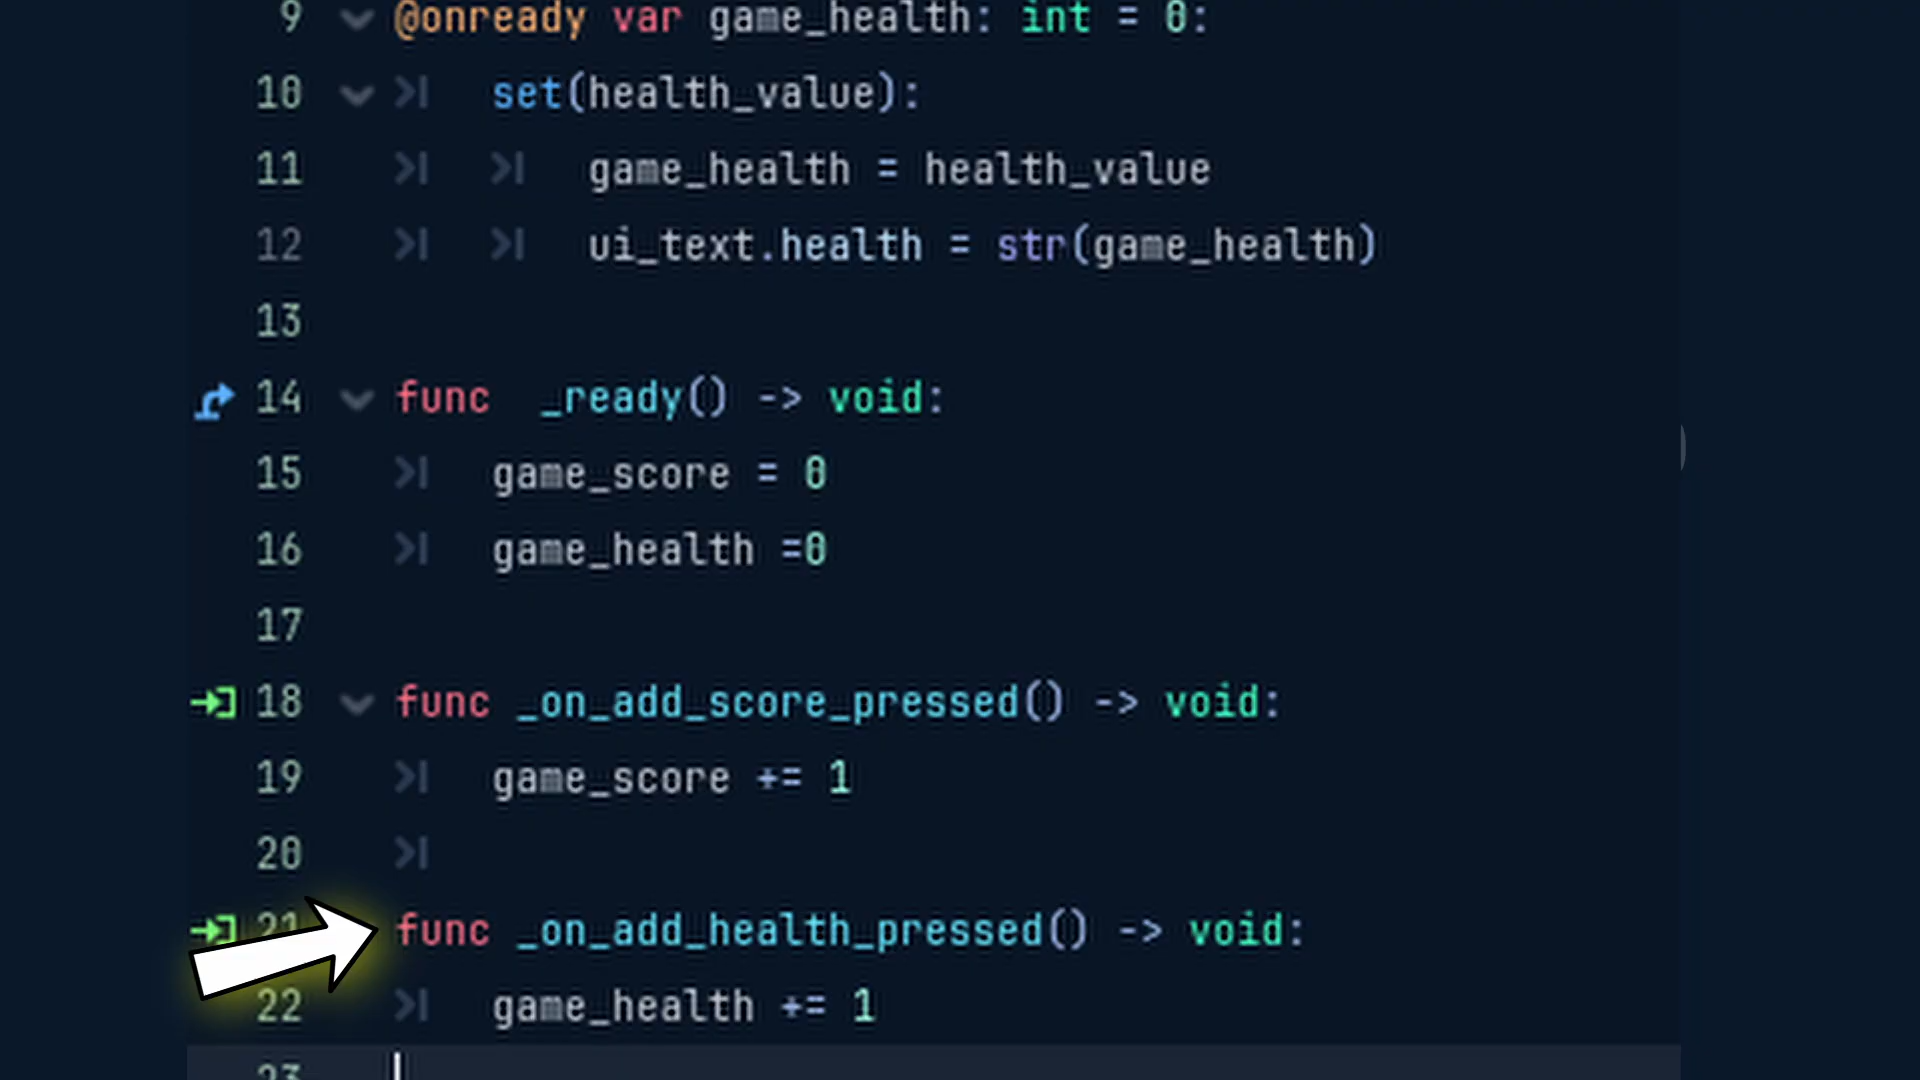 9 @onready var game_health: int = 0:
10 set(health_value):
11 game_health = health_value
12 ui_text.health = str(game_health)
13
14 func _ready() -> void:
15 game_score = 0
16 game_health =0
17
18 func _on_add_score_pressed() -> void:
19 game_score += 1
20
21 func _on_add_health_pressed() -> void:
22 game_health += 1
23